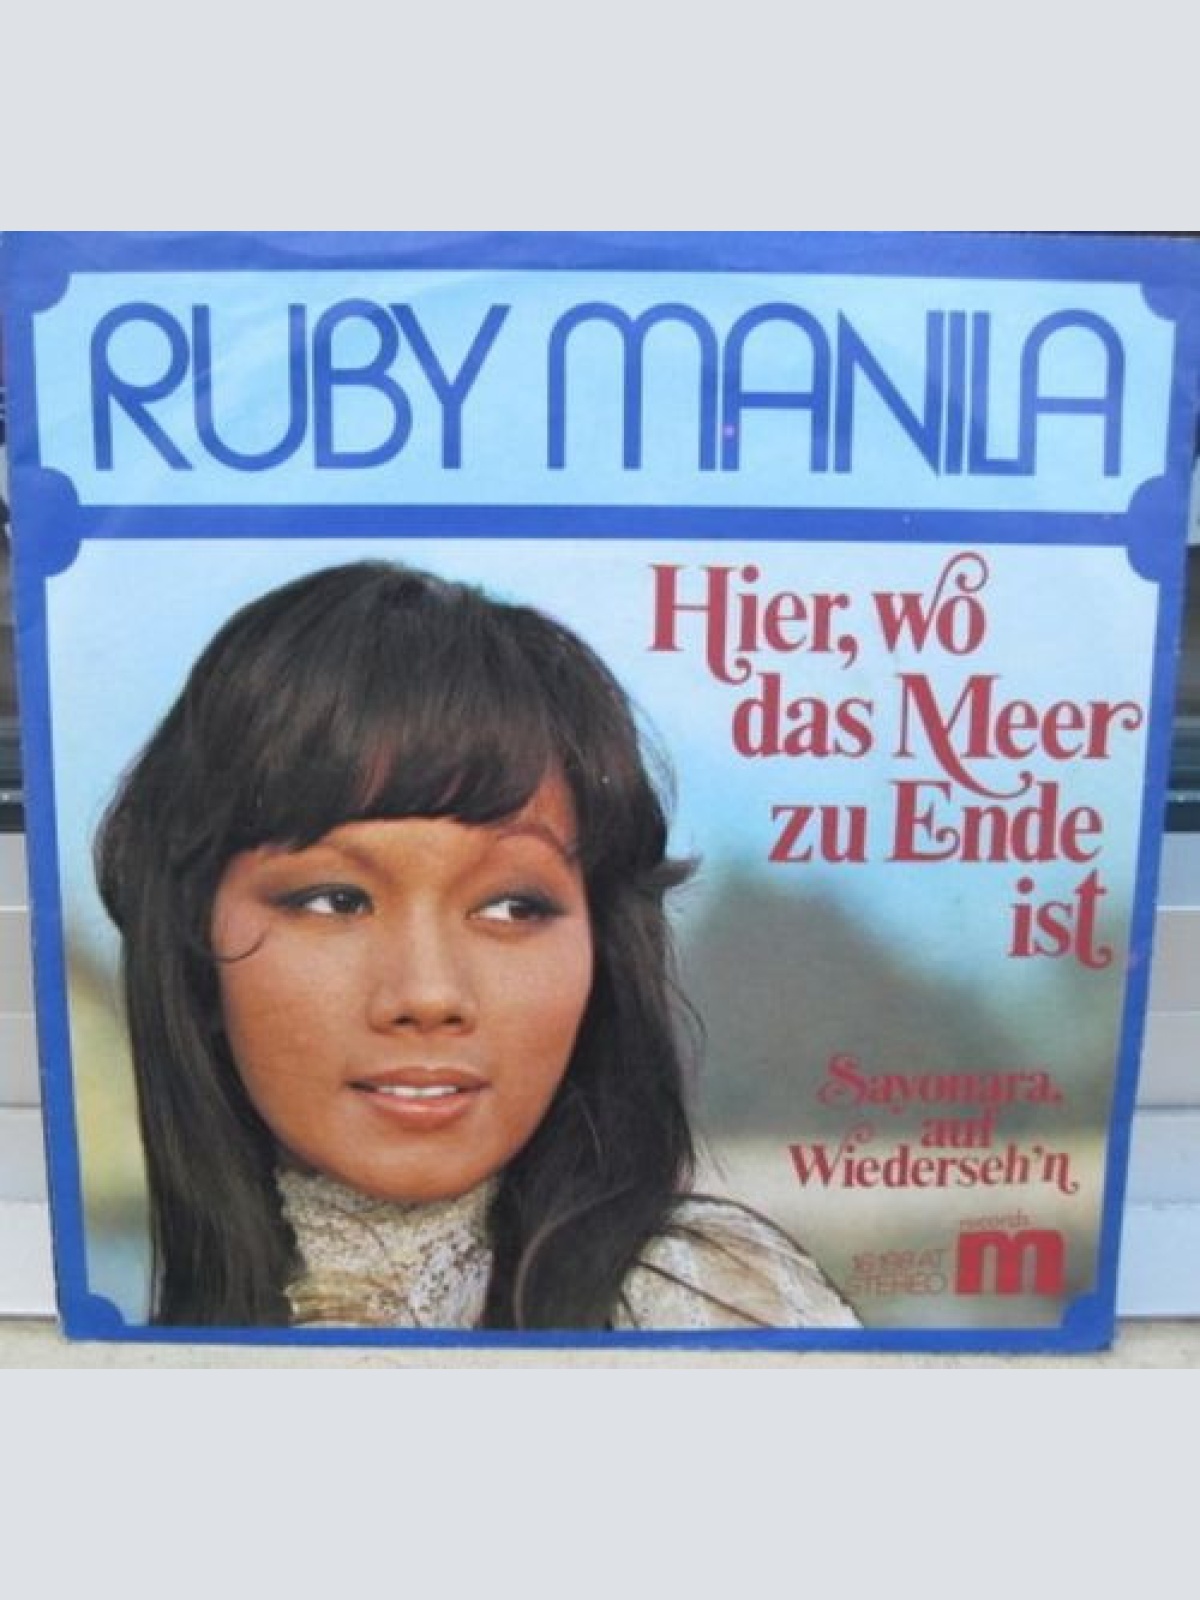 RUBY MANILA
Hier, wo
das Meer
zu Ende
ist
Sayonara,
auf
Wiederseh'n
records
m
STEREO